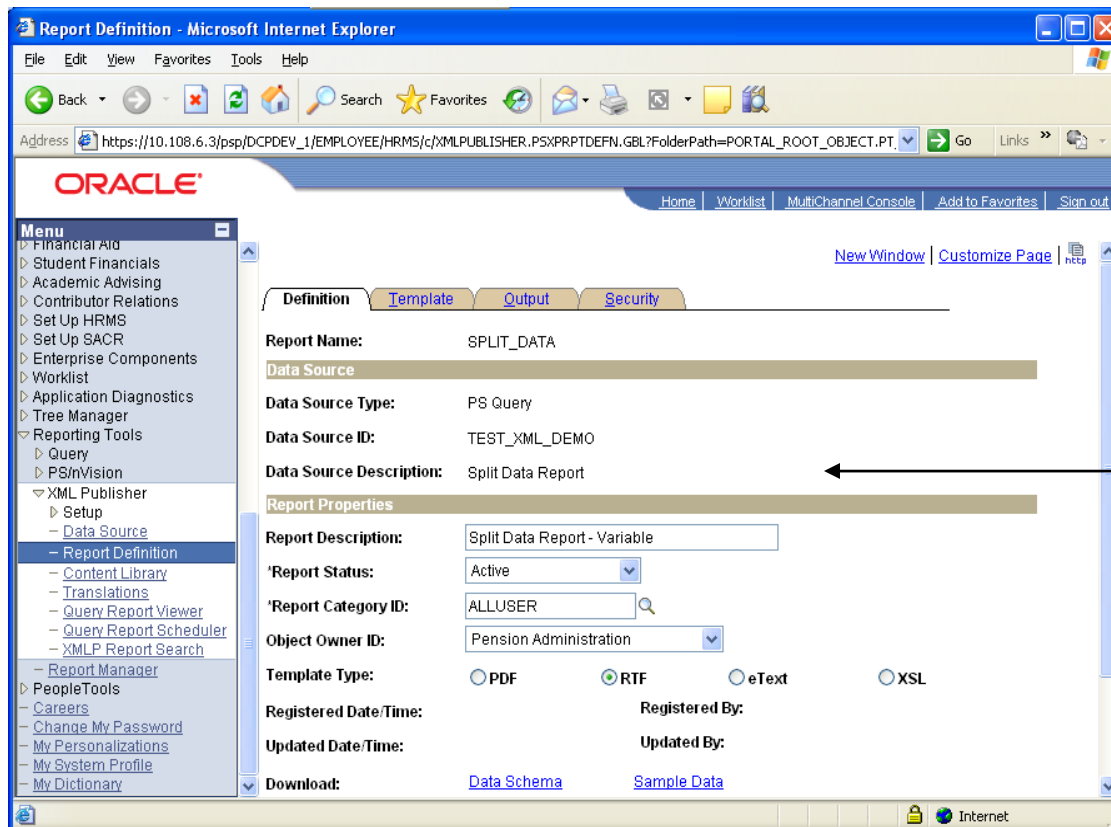 Report Definition - Microsoft Internet Explorer
File Edit View Favorites Tools Help
Back Search Favorites
Address https://10.108.6.3/psp/DCPDEV_1/EMPLOYEE/HRMS/c/XMLPUBLISHER.PSXPRPTDEFN.GBL?FolderPath=PORTAL_ROOT_OBJECT.PT_ Go Links »
ORACLE
Home Worklist MultiChannel Console Add to Favorites Sign out
Menu
Financial Aid
Student Financials
Academic Advising
Contributor Relations
Set Up HRMS
Set Up SACR
Enterprise Components
Worklist
Application Diagnostics
Tree Manager
Reporting Tools
Query
PS/nVision
XML Publisher
Setup
– Data Source
– Report Definition
– Content Library
– Translations
– Query Report Viewer
– Query Report Scheduler
– XMLP Report Search
– Report Manager
PeopleTools
– Careers
– Change My Password
– My Personalizations
– My System Profile
– My Dictionary
New Window | Customize Page | http
Definition Template Output Security
Report Name: SPLIT_DATA
Data Source
Data Source Type: PS Query
Data Source ID: TEST_XML_DEMO
Data Source Description: Split Data Report
Report Properties
Report Description: Split Data Report - Variable
*Report Status: Active
*Report Category ID: ALLUSER
Object Owner ID: Pension Administration
Template Type: PDF RTF eText XSL
Registered Date/Time: Registered By:
Updated Date/Time: Updated By:
Download: Data Schema Sample Data
Internet